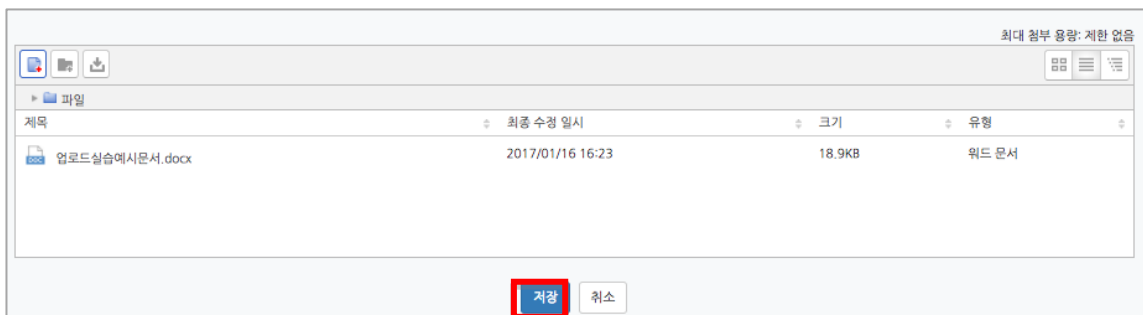 최대 첨부 용량: 제한 없음
파일
제목 최종 수정 일시 크기 유형
업로드실습예시문서.docx 2017/01/16 16:23 18.9KB 워드 문서
저장 취소